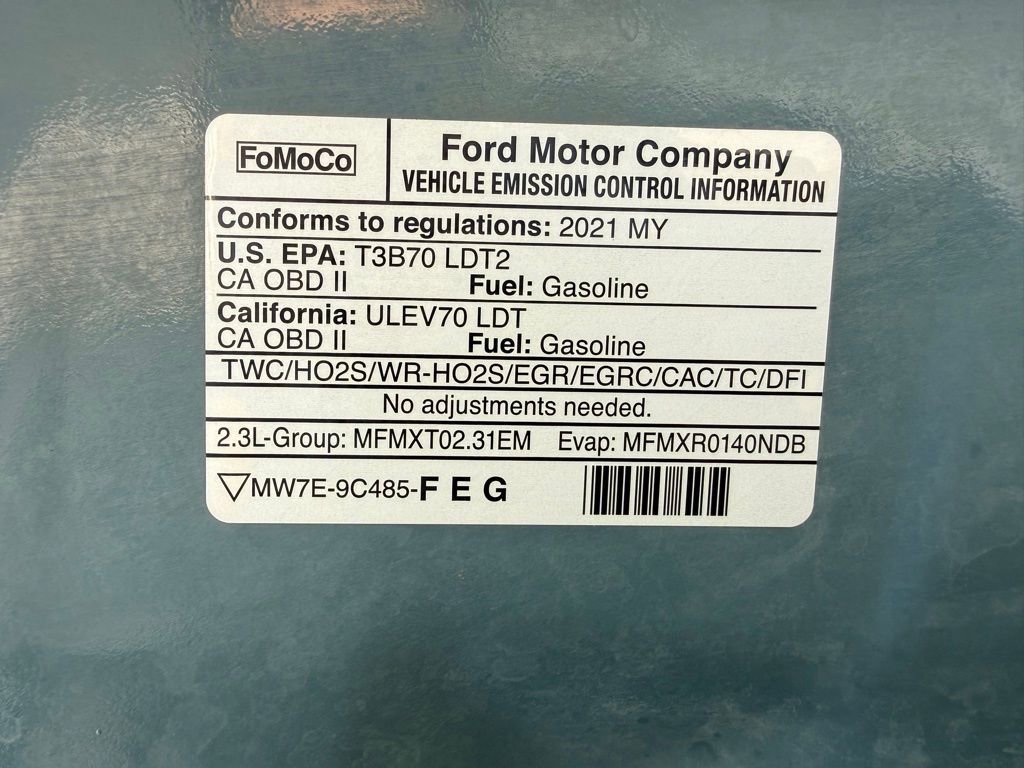 FoMoCo
Ford Motor Company
VEHICLE EMISSION CONTROL INFORMATION
Conforms to regulations: 2021 MY
U.S. EPA: T3B70 LDT2
CA OBD II Fuel: Gasoline
California: ULEV70 LDT
CA OBD II Fuel: Gasoline
TWC/HO2S/WR-HO2S/EGR/EGRC/CAC/TC/DFI
No adjustments needed.
2.3L-Group: MFMXT02.31EM Evap: MFMXR0140NDB
MW7E-9C485-F E G